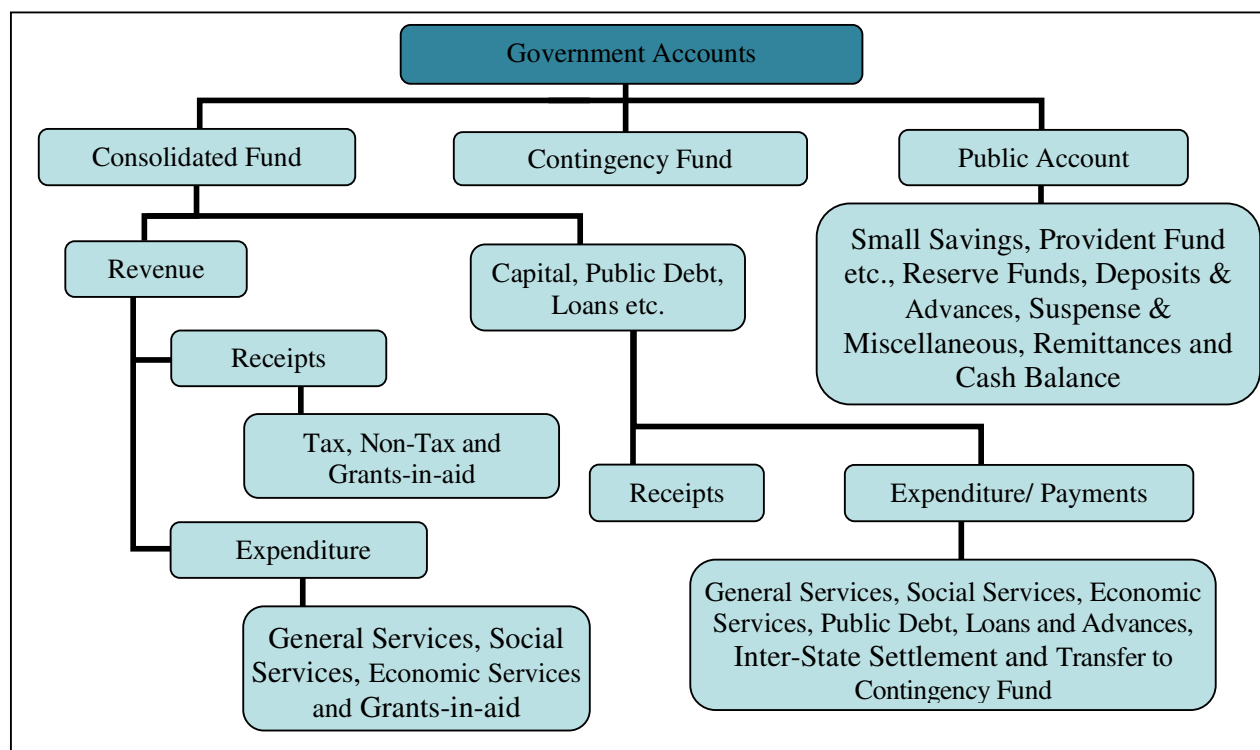 Government Accounts
Consolidated Fund
Contingency Fund
Public Account
Revenue
Capital, Public Debt,
Loans etc.
Small Savings, Provident Fund
etc., Reserve Funds, Deposits &
Advances, Suspense &
Miscellaneous, Remittances and
Cash Balance
Receipts
Tax, Non-Tax and
Grants-in-aid
Receipts
Expenditure/ Payments
Expenditure
General Services, Social
Services, Economic Services
and Grants-in-aid
General Services, Social Services, Economic
Services, Public Debt, Loans and Advances,
Inter-State Settlement and Transfer to
Contingency Fund